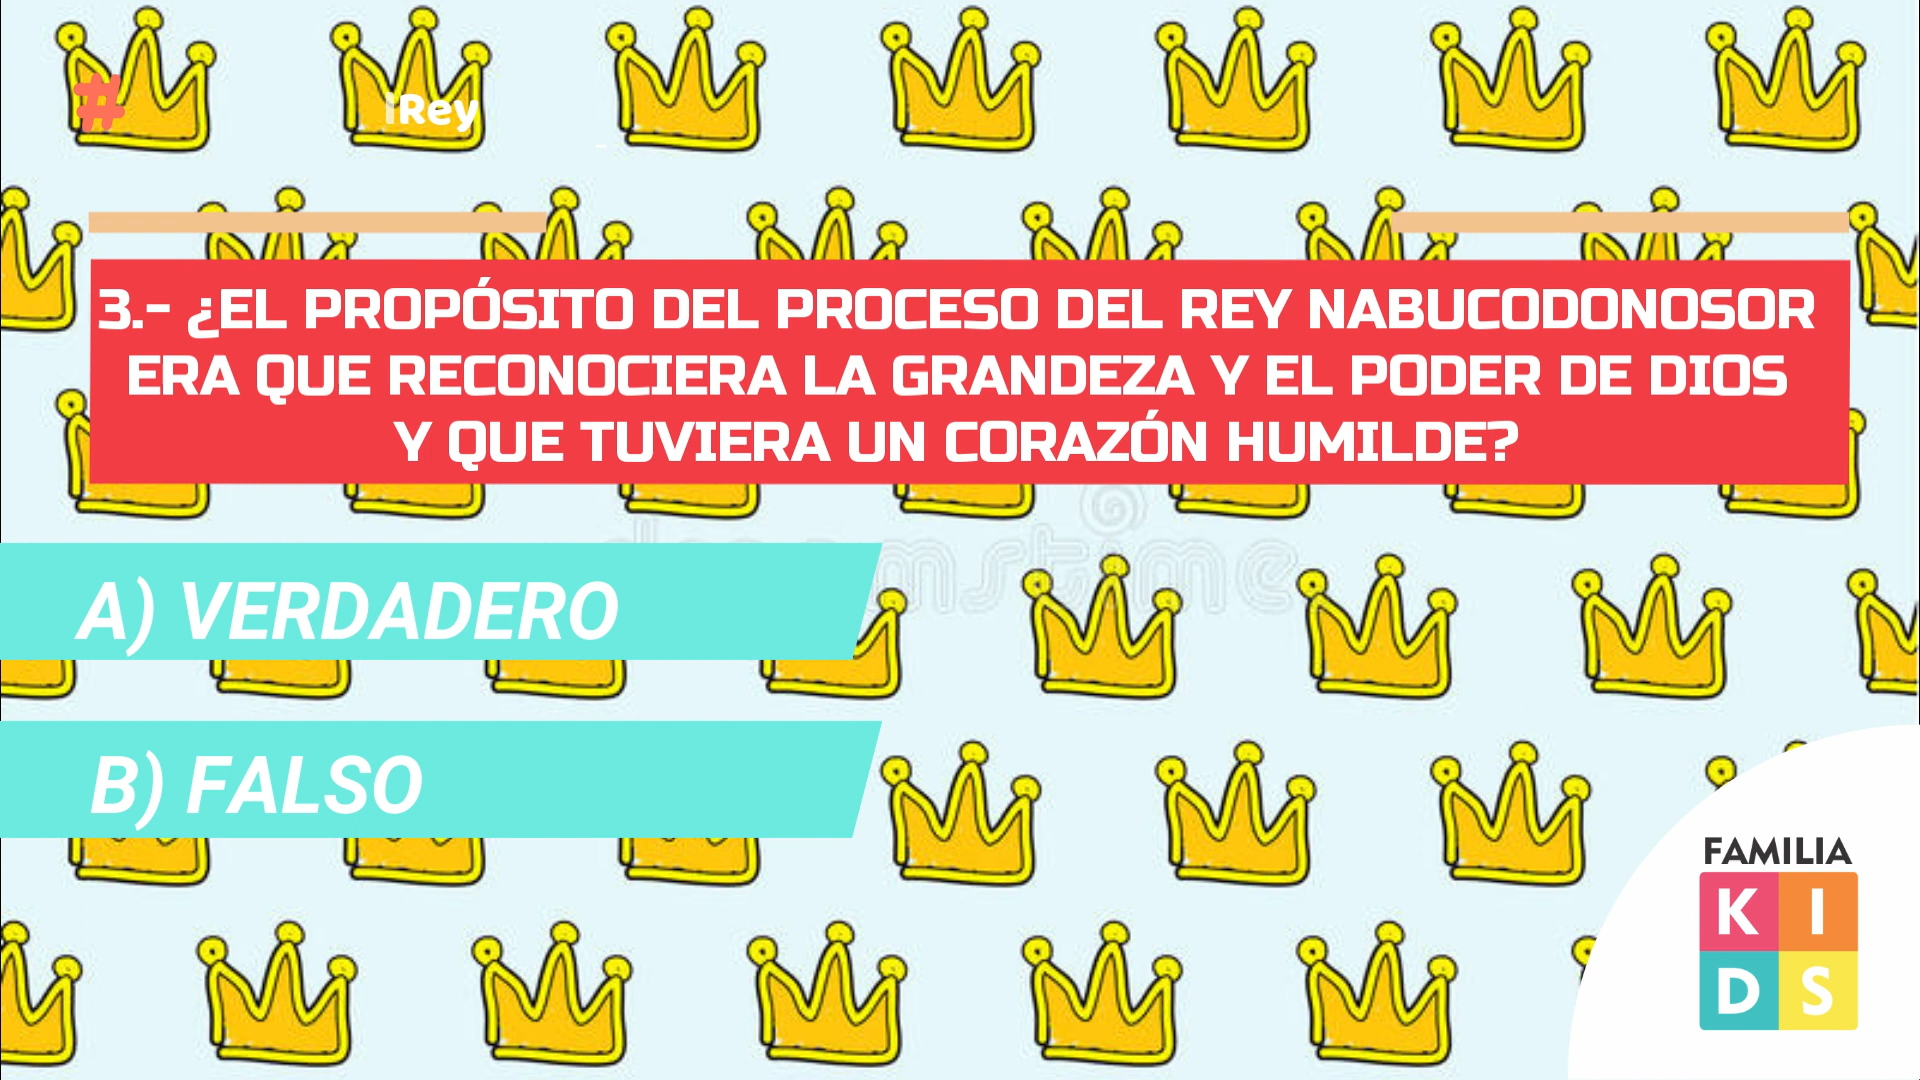 #
iRey
3.- ¿EL PROPÓSITO DEL PROCESO DEL REY NABUCODONOSOR
ERA QUE RECONOCIERA LA GRANDEZA Y EL PODER DE DIOS
Y QUE TUVIERA UN CORAZÓN HUMILDE?
A) VERDADERO
B) FALSO
FAMILIA
K I
D S